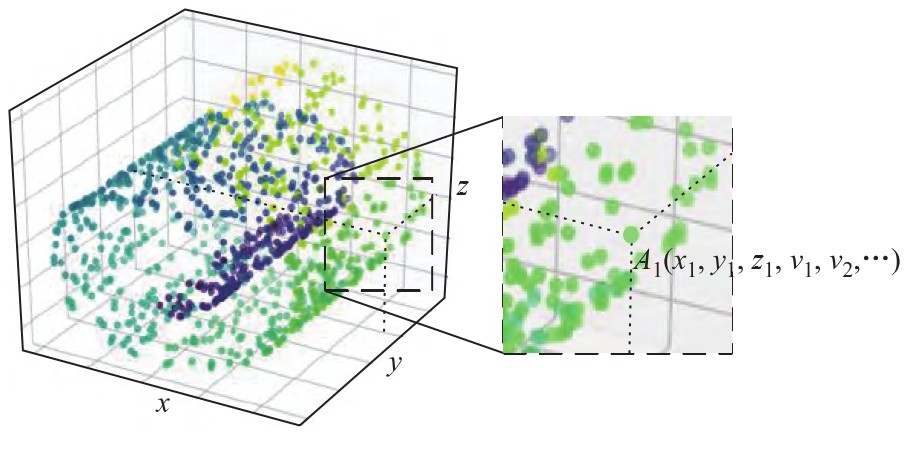 z
A₁(x₁, y₁, z₁, v₁, v₂,⋯)
y
x